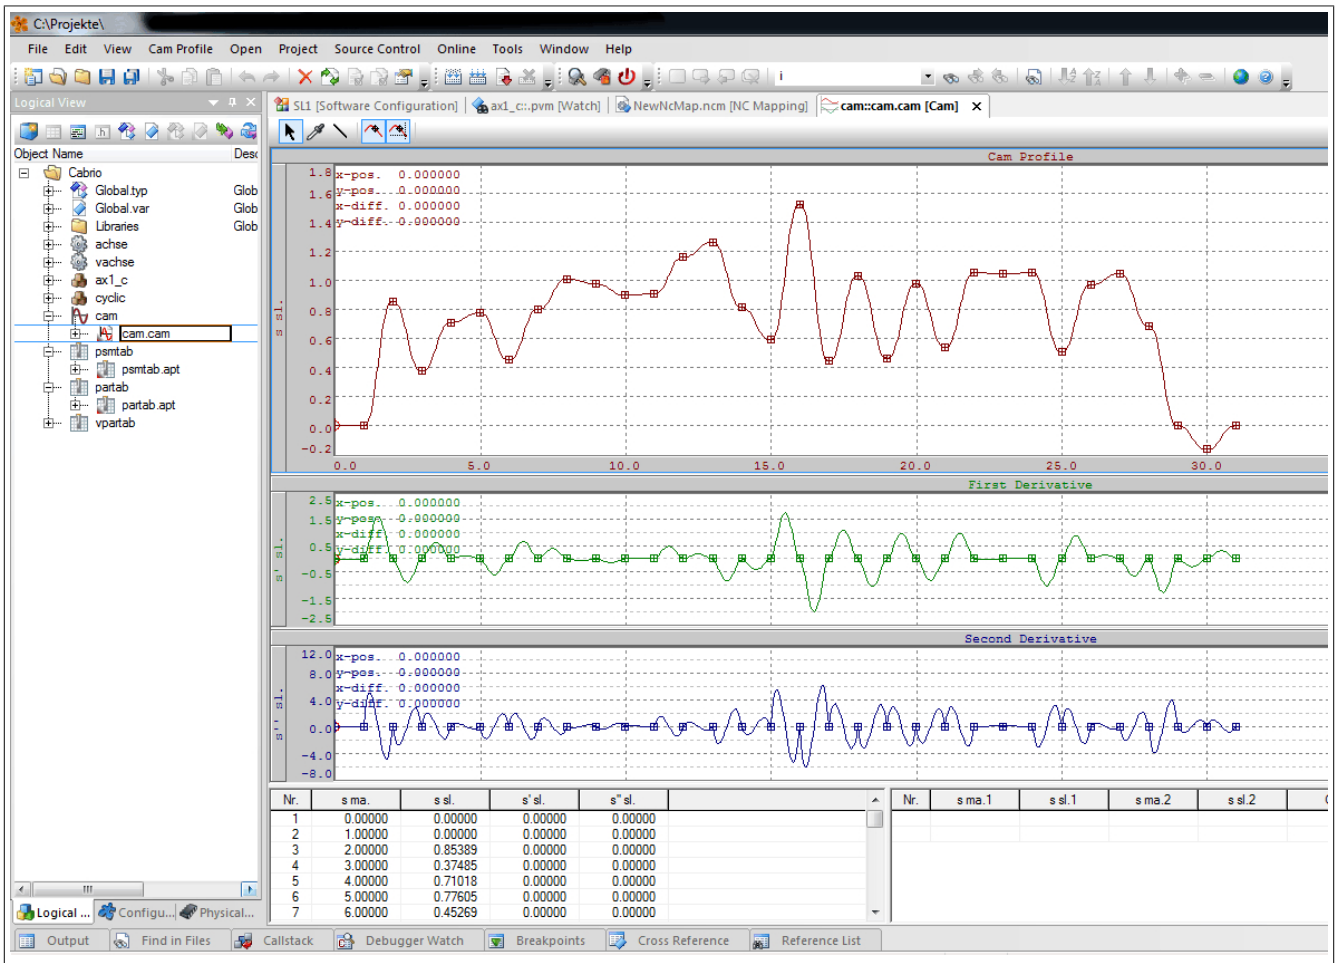 C:\Projekte\
File Edit View Cam Profile Open Project Source Control Online Tools Window Help
i
Logical View
SL1 [Software Configuration] ax1_c::.pvm [Watch] NewNcMap.ncm [NC Mapping] cam::cam.cam [Cam]
Object Name Desc
Cabrio
Global.typ Glob
Global.var Glob
Libraries Glob
achse
vachse
ax1_c
cyclic
cam
cam.cam
psmtab
psmtab.apt
partab
partab.apt
vpartab
Logical ... Configu... Physical...
Cam Profile
s sl.
1.8
1.6
1.4
1.2
1.0
0.8
0.6
0.4
0.2
0.0
-0.2
x-pos. 0.000000
y-pos. 0.000000
x-diff. 0.000000
y-diff. 0.000000
0.0 5.0 10.0 15.0 20.0 25.0 30.0
First Derivative
s' sl.
2.5
1.5
0.5
-0.5
-1.5
-2.5
x-pos. 0.000000
y-pos. 0.000000
x-diff. 0.000000
y-diff. 0.000000
Second Derivative
s'' sl.
12.0
8.0
4.0
0.0
-4.0
-8.0
x-pos. 0.000000
y-pos. 0.000000
x-diff. 0.000000
y-diff. 0.000000
Nr. s ma. s sl. s' sl. s'' sl.
1 0.00000 0.00000 0.00000 0.00000
2 1.00000 0.00000 0.00000 0.00000
3 2.00000 0.85389 0.00000 0.00000
4 3.00000 0.37485 0.00000 0.00000
5 4.00000 0.71018 0.00000 0.00000
6 5.00000 0.77605 0.00000 0.00000
7 6.00000 0.45269 0.00000 0.00000
Nr. s ma.1 s sl.1 s ma.2 s sl.2
Output Find in Files Callstack Debugger Watch Breakpoints Cross Reference Reference List